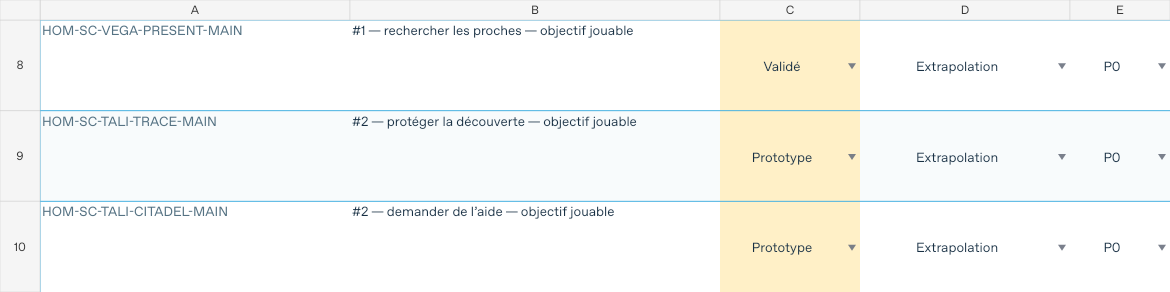 A B C D E
8 HOM-SC-VEGA-PRESENT-MAIN #1 — rechercher les proches — objectif jouable Validé Extrapolation P0
9 HOM-SC-TALI-TRACE-MAIN #2 — protéger la découverte — objectif jouable Prototype Extrapolation P0
10 HOM-SC-TALI-CITADEL-MAIN #2 — demander de l’aide — objectif jouable Prototype Extrapolation P0